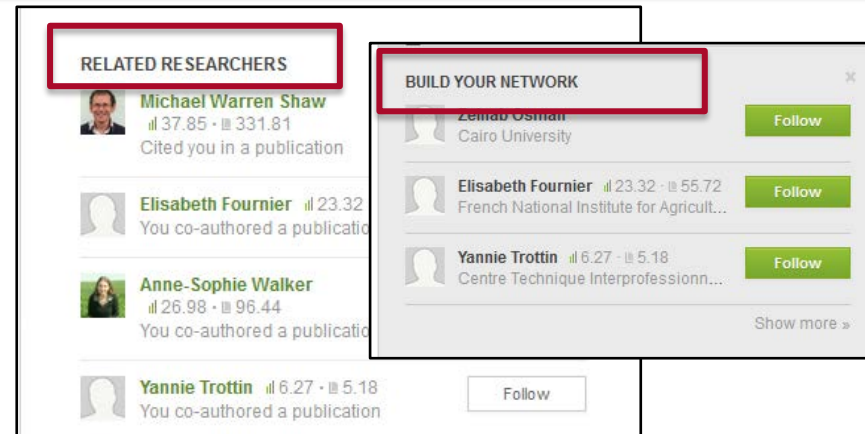 RELATED RESEARCHERS
Michael Warren Shaw
37.85 · 331.81
Cited you in a publication
Elisabeth Fournier 23.32
You co-authored a publicatio
Anne-Sophie Walker
26.98 · 96.44
You co-authored a publicatio
Yannie Trottin 6.27 · 5.18
You co-authored a publication
Follow
BUILD YOUR NETWORK
×
Zeinab Osman
Cairo University
Follow
Elisabeth Fournier 23.32 · 55.72
French National Institute for Agricult...
Follow
Yannie Trottin 6.27 · 5.18
Centre Technique Interprofessionn...
Follow
Show more »